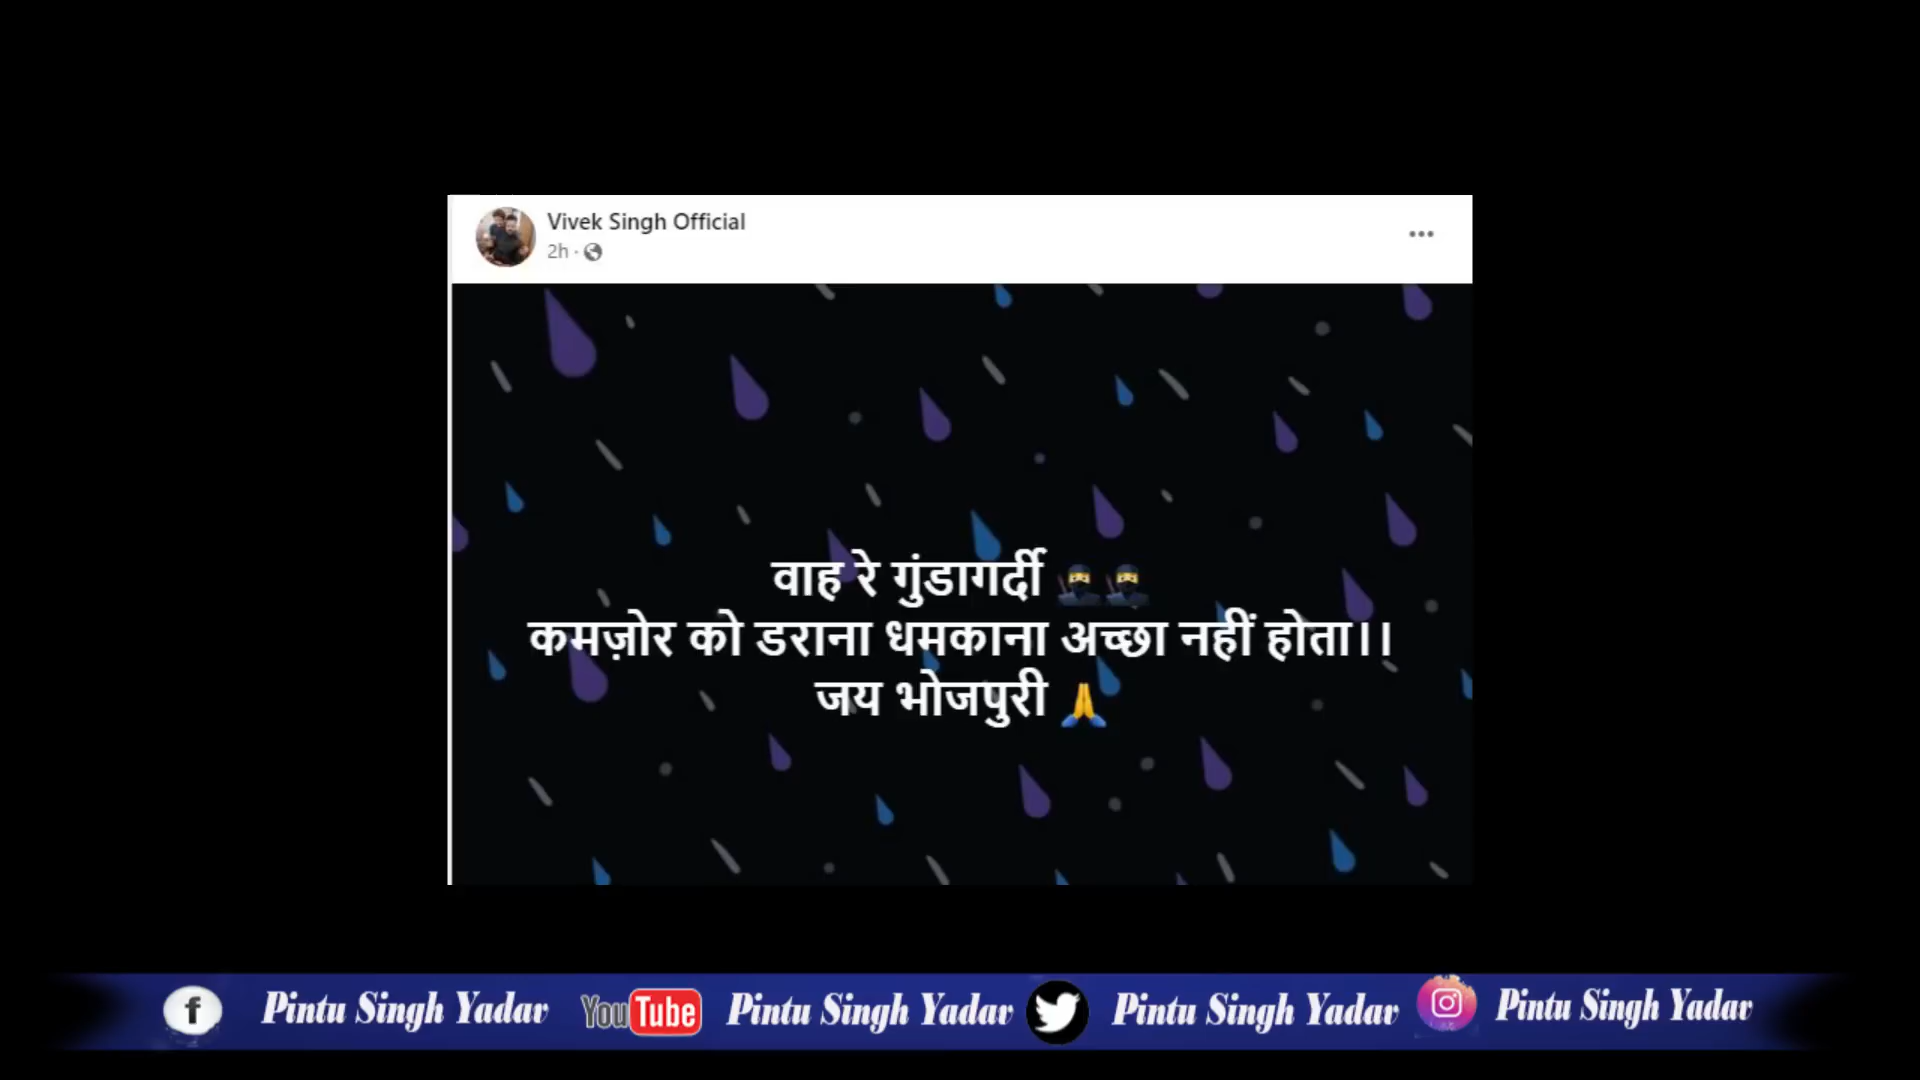 Vivek Singh Official
2h ·
वाह रे गुंडागर्दी 🥷🥷
कमज़ोर को डराना धमकाना अच्छा नहीं होता।।
जय भोजपुरी 🙏
f Pintu Singh Yadav YouTube Pintu Singh Yadav Pintu Singh Yadav Pintu Singh Yadav